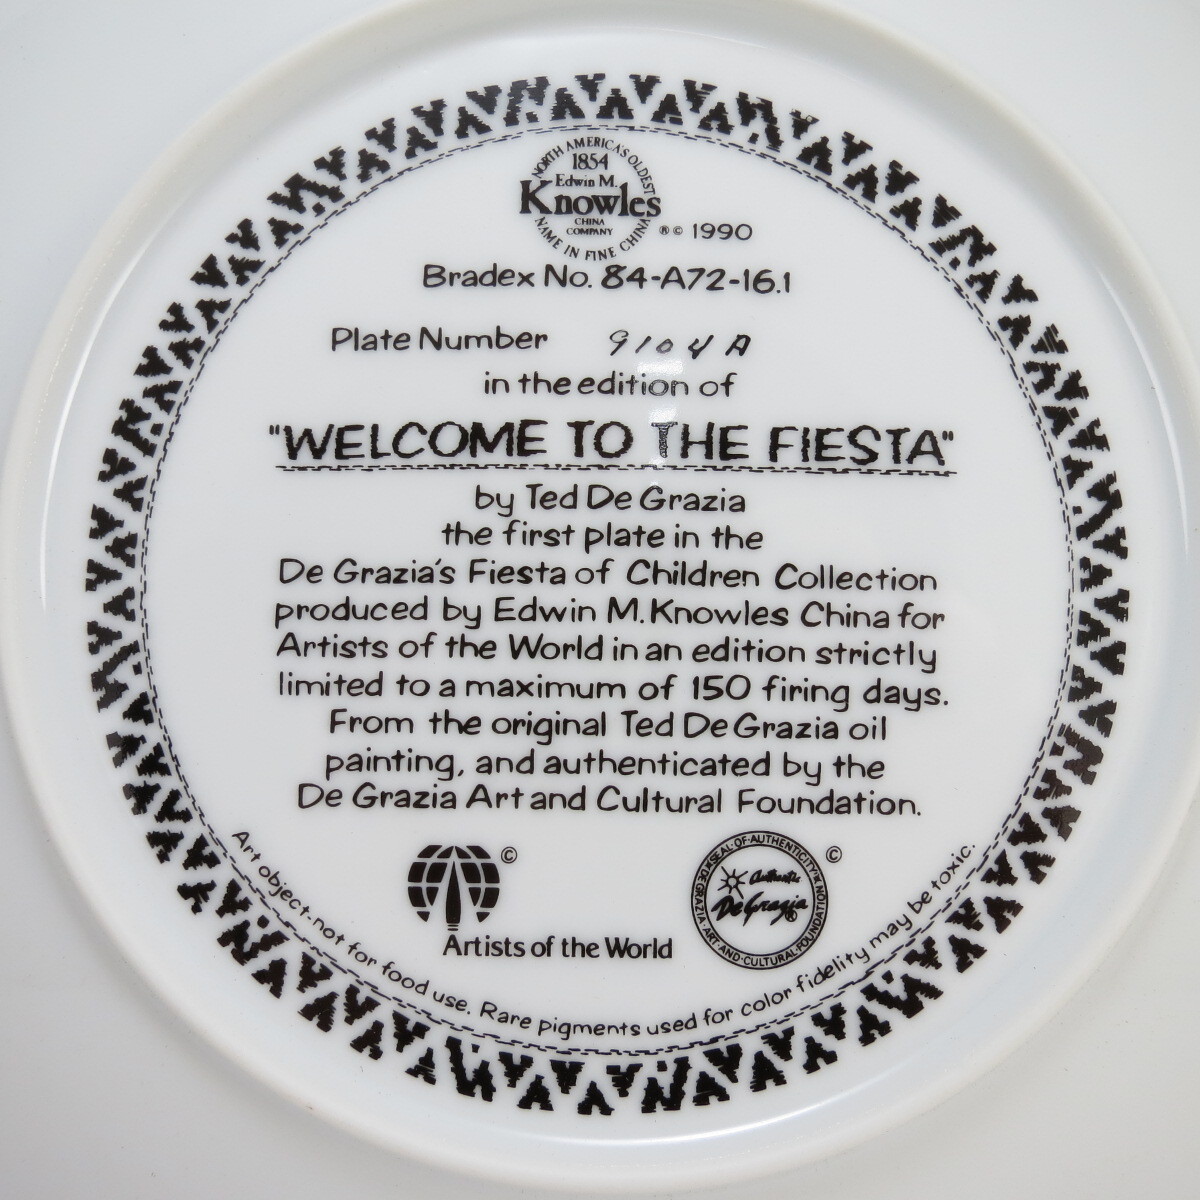 NORTH AMERICA'S OLDEST
1854
Edwin M.
Knowles
CHINA
COMPANY
NAME IN FINE CHINA
®© 1990
Bradex No. 84-A72-16.1
Plate Number 9104A
in the edition of
"WELCOME TO THE FIESTA"
by Ted De Grazia
the first plate in the
De Grazia's Fiesta of Children Collection
produced by Edwin M. Knowles China for
Artists of the World in an edition strictly
limited to a maximum of 150 firing days.
From the original Ted De Grazia oil
painting, and authenticated by the
De Grazia Art and Cultural Foundation.
©
Artists of the World
SEAL·OF·AUTHENTICITY
DEGRAZIA·ART·AND·CULTURAL·FOUNDATION
Authentic
De Grazia®
©
Art object-not for food use. Rare pigments used for color fidelity may be toxic.